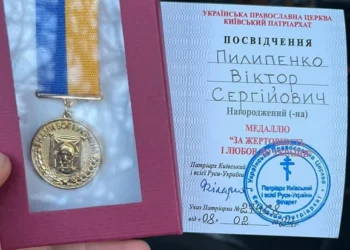 УКРАЇНСЬКА ПРАВОСЛАВНА ЦЕРКВА
КИЇВСЬКИЙ ПАТРІАРХАТ
ПОСВІДЧЕННЯ
ПИЛИПЕНКО
ВІКТОР
СЕРГІЙОВИЧ
Нагороджений (-на)
МЕДАЛЛЮ
"ЗА ЖЕРТОВНІСТЬ
І ЛЮБОВ ДО
Патріарх Київський
і всієї Руси-України
Філарет
Указ Патріарха №
від «08» 02
Патріарх Київський
і всієї Руси-України
Філарет